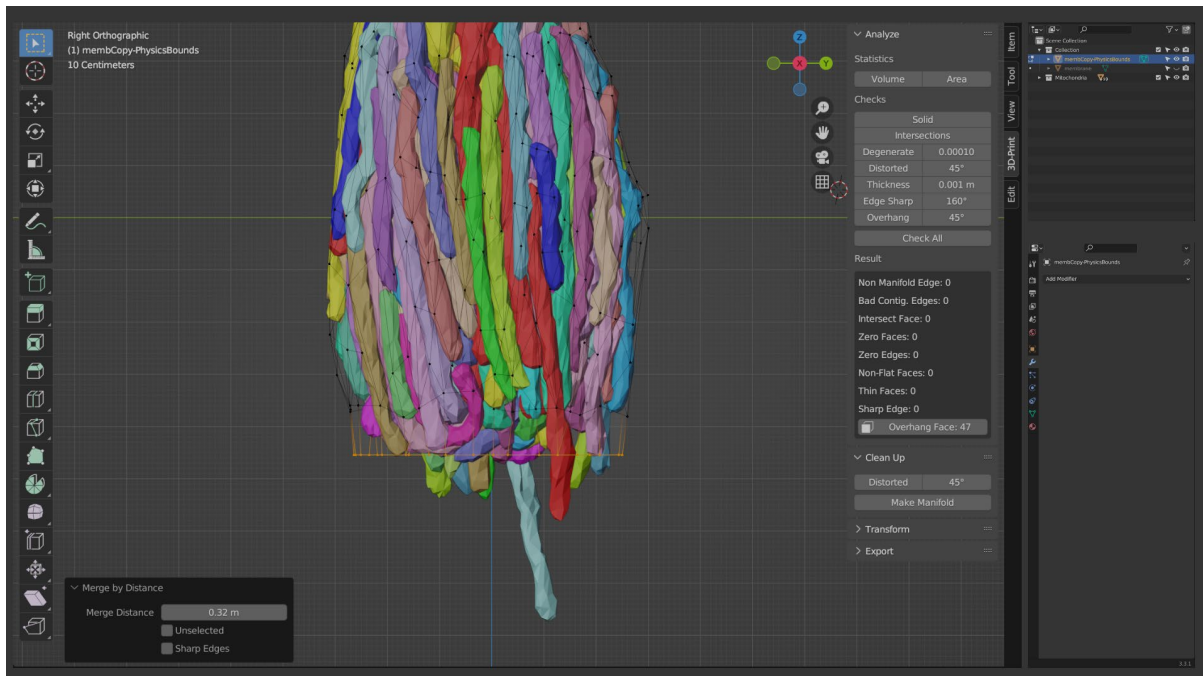 Right Orthographic
(1) membCopy-PhysicsBounds
10 Centimeters
Z
X
Y
Merge by Distance
Merge Distance 0.32 m
Unselected
Sharp Edges
Analyze
Statistics
Volume Area
Checks
Solid
Intersections
Degenerate 0.00010
Distorted 45°
Thickness 0.001 m
Edge Sharp 160°
Overhang 45°
Check All
Result
Non Manifold Edge: 0
Bad Contig. Edges: 0
Intersect Face: 0
Zero Faces: 0
Zero Edges: 0
Non-Flat Faces: 0
Thin Faces: 0
Sharp Edge: 0
Overhang Face: 47
Clean Up
Distorted 45°
Make Manifold
Transform
Export
Item
Tool
View
3D-Print
Edit
Scene Collection
Collection
membCopy-PhysicsBounds
membrane
Mitochondria
membCopy-PhysicsBounds
Add Modifier
3.3.1